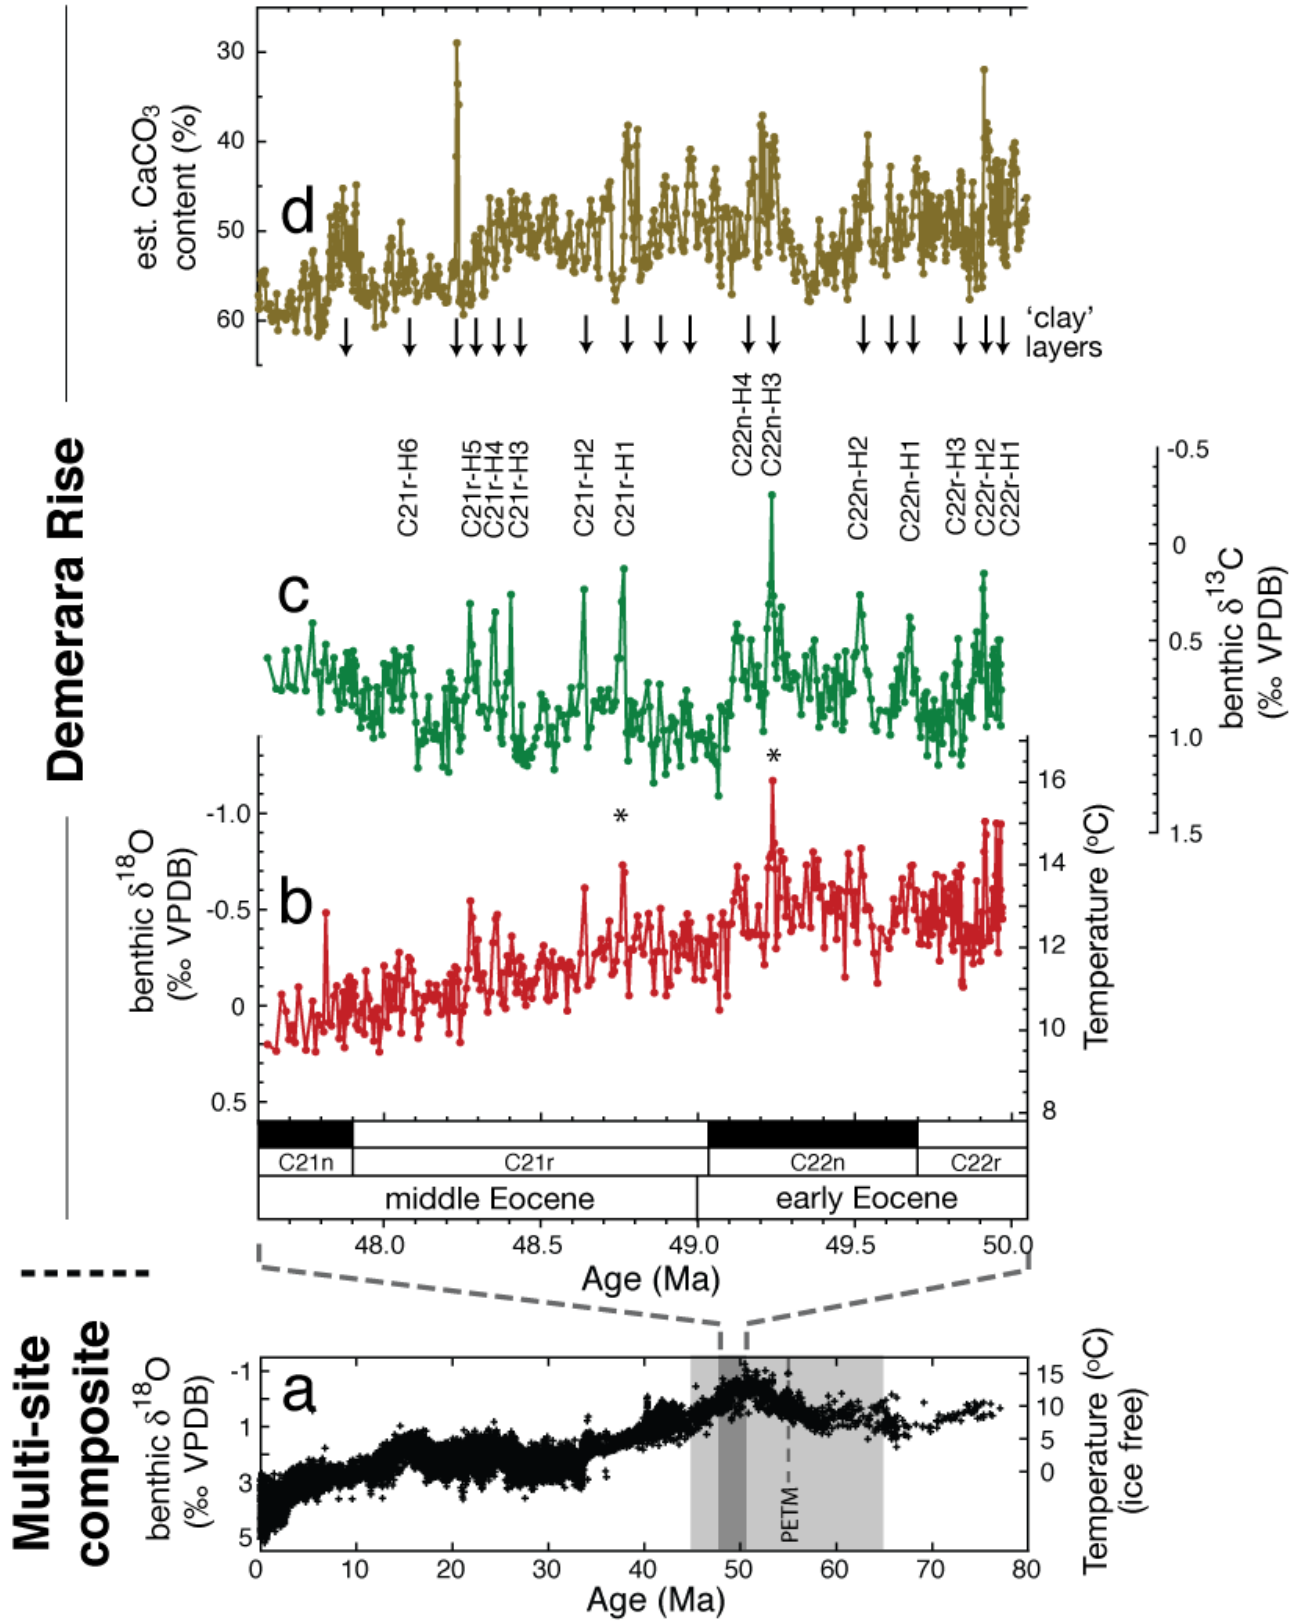 Demerara Rise
est. CaCO3
content (%)
30
40
50
60
d
'clay'
layers
C21r-H6
C21r-H5
C21r-H4
C21r-H3
C21r-H2
C21r-H1
C22n-H4
C22n-H3
C22n-H2
C22n-H1
C22r-H3
C22r-H2
C22r-H1
c
-0.5
0
0.5
1.0
1.5
benthic δ13C
(‰ VPDB)
*
*
b
benthic δ18O
(‰ VPDB)
-1.0
-0.5
0
0.5
16
14
12
10
8
Temperature (oC)
C21n
C21r
C22n
C22r
middle Eocene
early Eocene
48.0
48.5
49.0
49.5
50.0
Age (Ma)
Multi-site
composite
benthic δ18O
(‰ VPDB)
-1
1
3
5
a
PETM
15
10
5
0
Temperature (oC)
(ice free)
0 10 20 30 40 50 60 70 80
Age (Ma)